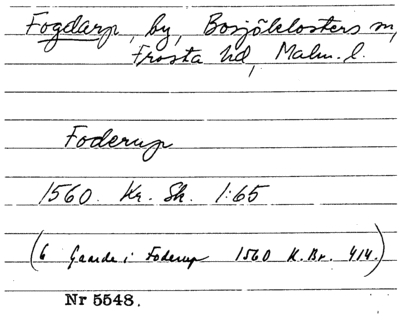 Fogdarp, by, Bosjöklosters sn,
Frosta hd, Malm. l.
Foderup
1560. Kr. Sk. 1:65
(6 Gaarde i Foderup 1560 K. Br. 414.)
Nr 5548.